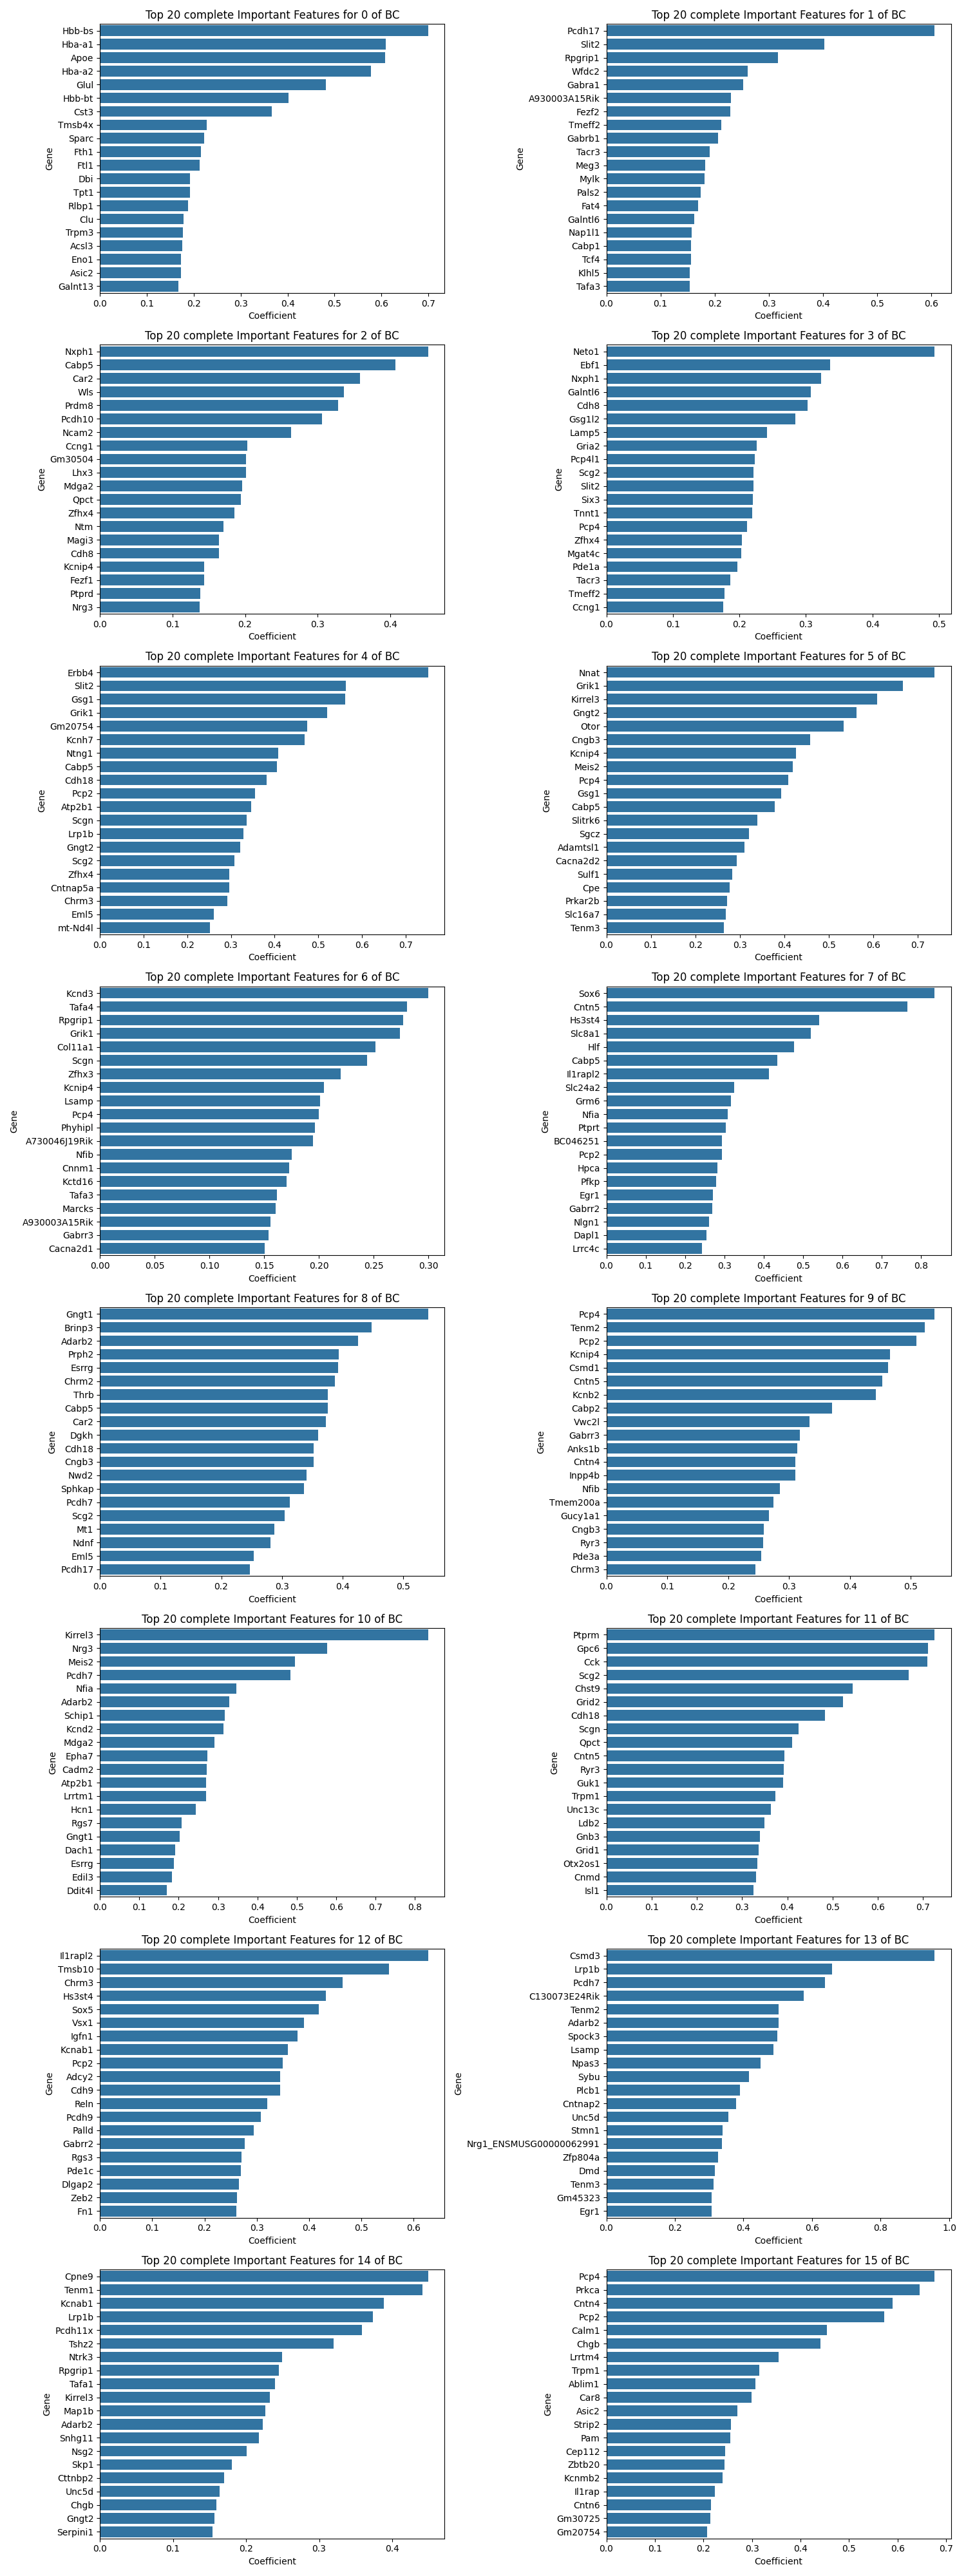 Top 20 complete Important Features for 0 of BC
Gene
Hbb-bs
Hba-a1
Apoe
Hba-a2
Glul
Hbb-bt
Cst3
Tmsb4x
Sparc
Fth1
Ftl1
Dbi
Tpt1
Rlbp1
Clu
Trpm3
Acsl3
Eno1
Asic2
Galnt13
0.0 0.1 0.2 0.3 0.4 0.5 0.6 0.7
Coefficient
Top 20 complete Important Features for 1 of BC
Gene
Pcdh17
Slit2
Rpgrip1
Wfdc2
Gabra1
A930003A15Rik
Fezf2
Tmeff2
Gabrb1
Tacr3
Meg3
Mylk
Pals2
Fat4
Galntl6
Nap1l1
Cabp1
Tcf4
Klhl5
Tafa3
0.0 0.1 0.2 0.3 0.4 0.5 0.6
Coefficient
Top 20 complete Important Features for 2 of BC
Gene
Nxph1
Cabp5
Car2
Wls
Prdm8
Pcdh10
Ncam2
Ccng1
Gm30504
Lhx3
Mdga2
Qpct
Zfhx4
Ntm
Magi3
Cdh8
Kcnip4
Fezf1
Ptprd
Nrg3
0.0 0.1 0.2 0.3 0.4
Coefficient
Top 20 complete Important Features for 3 of BC
Gene
Neto1
Ebf1
Nxph1
Galntl6
Cdh8
Gsg1l2
Lamp5
Gria2
Pcp4l1
Scg2
Slit2
Six3
Tnnt1
Pcp4
Zfhx4
Mgat4c
Pde1a
Tacr3
Tmeff2
Ccng1
0.0 0.1 0.2 0.3 0.4 0.5
Coefficient
Top 20 complete Important Features for 4 of BC
Gene
Erbb4
Slit2
Gsg1
Grik1
Gm20754
Kcnh7
Ntng1
Cabp5
Cdh18
Pcp2
Atp2b1
Scgn
Lrp1b
Gngt2
Scg2
Zfhx4
Cntnap5a
Chrm3
Eml5
mt-Nd4l
0.0 0.1 0.2 0.3 0.4 0.5 0.6 0.7
Coefficient
Top 20 complete Important Features for 5 of BC
Gene
Nnat
Grik1
Kirrel3
Gngt2
Otor
Cngb3
Kcnip4
Meis2
Pcp4
Gsg1
Cabp5
Slitrk6
Sgcz
Adamtsl1
Cacna2d2
Sulf1
Cpe
Prkar2b
Slc16a7
Tenm3
0.0 0.1 0.2 0.3 0.4 0.5 0.6 0.7
Coefficient
Top 20 complete Important Features for 6 of BC
Gene
Kcnd3
Tafa4
Rpgrip1
Grik1
Col11a1
Scgn
Zfhx3
Kcnip4
Lsamp
Pcp4
Phyhipl
A730046J19Rik
Nfib
Cnnm1
Kctd16
Tafa3
Marcks
A930003A15Rik
Gabrr3
Cacna2d1
0.00 0.05 0.10 0.15 0.20 0.25 0.30
Coefficient
Top 20 complete Important Features for 7 of BC
Gene
Sox6
Cntn5
Hs3st4
Slc8a1
Hlf
Cabp5
Il1rapl2
Slc24a2
Grm6
Nfia
Ptprt
BC046251
Pcp2
Hpca
Pfkp
Egr1
Gabrr2
Nlgn1
Dapl1
Lrrc4c
0.0 0.1 0.2 0.3 0.4 0.5 0.6 0.7 0.8
Coefficient
Top 20 complete Important Features for 8 of BC
Gene
Gngt1
Brinp3
Adarb2
Prph2
Esrrg
Chrm2
Thrb
Cabp5
Car2
Dgkh
Cdh18
Cngb3
Nwd2
Sphkap
Pcdh7
Scg2
Mt1
Ndnf
Eml5
Pcdh17
0.0 0.1 0.2 0.3 0.4 0.5
Coefficient
Top 20 complete Important Features for 9 of BC
Gene
Pcp4
Tenm2
Pcp2
Kcnip4
Csmd1
Cntn5
Kcnb2
Cabp2
Vwc2l
Gabrr3
Anks1b
Cntn4
Inpp4b
Nfib
Tmem200a
Gucy1a1
Cngb3
Ryr3
Pde3a
Chrm3
0.0 0.1 0.2 0.3 0.4 0.5
Coefficient
Top 20 complete Important Features for 10 of BC
Gene
Kirrel3
Nrg3
Meis2
Pcdh7
Nfia
Adarb2
Schip1
Kcnd2
Mdga2
Epha7
Cadm2
Atp2b1
Lrrtm1
Hcn1
Rgs7
Gngt1
Dach1
Esrrg
Edil3
Ddit4l
0.0 0.1 0.2 0.3 0.4 0.5 0.6 0.7 0.8
Coefficient
Top 20 complete Important Features for 11 of BC
Gene
Ptprm
Gpc6
Cck
Scg2
Chst9
Grid2
Cdh18
Scgn
Qpct
Cntn5
Ryr3
Guk1
Trpm1
Unc13c
Ldb2
Gnb3
Grid1
Otx2os1
Cnmd
Isl1
0.0 0.1 0.2 0.3 0.4 0.5 0.6 0.7
Coefficient
Top 20 complete Important Features for 12 of BC
Gene
Il1rapl2
Tmsb10
Chrm3
Hs3st4
Sox5
Vsx1
Igfn1
Kcnab1
Pcp2
Adcy2
Cdh9
Reln
Pcdh9
Palld
Gabrr2
Rgs3
Pde1c
Dlgap2
Zeb2
Fn1
0.0 0.1 0.2 0.3 0.4 0.5 0.6
Coefficient
Top 20 complete Important Features for 13 of BC
Gene
Csmd3
Lrp1b
Pcdh7
C130073E24Rik
Tenm2
Adarb2
Spock3
Lsamp
Npas3
Sybu
Plcb1
Cntnap2
Unc5d
Stmn1
Nrg1_ENSMUSG00000062991
Zfp804a
Dmd
Tenm3
Gm45323
Egr1
0.0 0.2 0.4 0.6 0.8 1.0
Coefficient
Top 20 complete Important Features for 14 of BC
Gene
Cpne9
Tenm1
Kcnab1
Lrp1b
Pcdh11x
Tshz2
Ntrk3
Rpgrip1
Tafa1
Kirrel3
Map1b
Adarb2
Snhg11
Nsg2
Skp1
Cttnbp2
Unc5d
Chgb
Gngt2
Serpini1
0.0 0.1 0.2 0.3 0.4
Coefficient
Top 20 complete Important Features for 15 of BC
Gene
Pcp4
Prkca
Cntn4
Pcp2
Calm1
Chgb
Lrrtm4
Trpm1
Ablim1
Car8
Asic2
Strip2
Pam
Cep112
Zbtb20
Kcnmb2
Il1rap
Cntn6
Gm30725
Gm20754
0.0 0.1 0.2 0.3 0.4 0.5 0.6 0.7
Coefficient